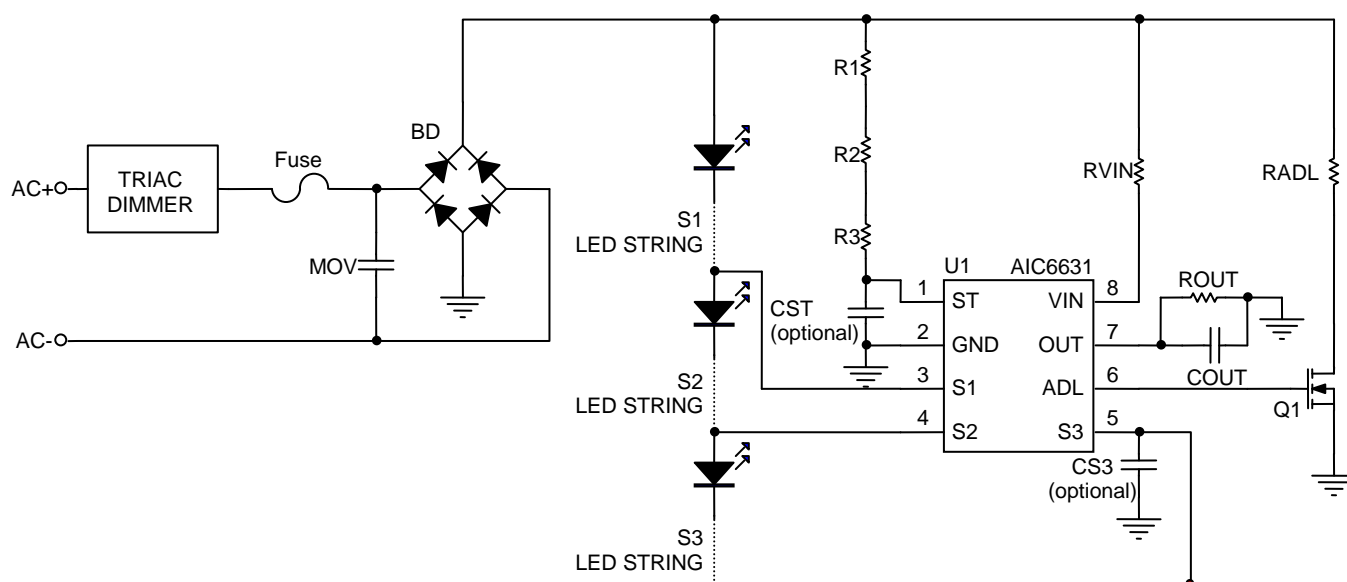 R1
BD
Fuse
R2
RVIN
RADL
AC+
TRIAC
DIMMER
S1
LED STRING
R3
MOV
U1
AIC6631
ROUT
1
ST
VIN
8
CST
(optional)
AC-
2
GND
OUT
7
COUT
S2
LED STRING
3
S1
ADL
6
Q1
4
S2
S3
5
CS3
(optional)
S3
LED STRING